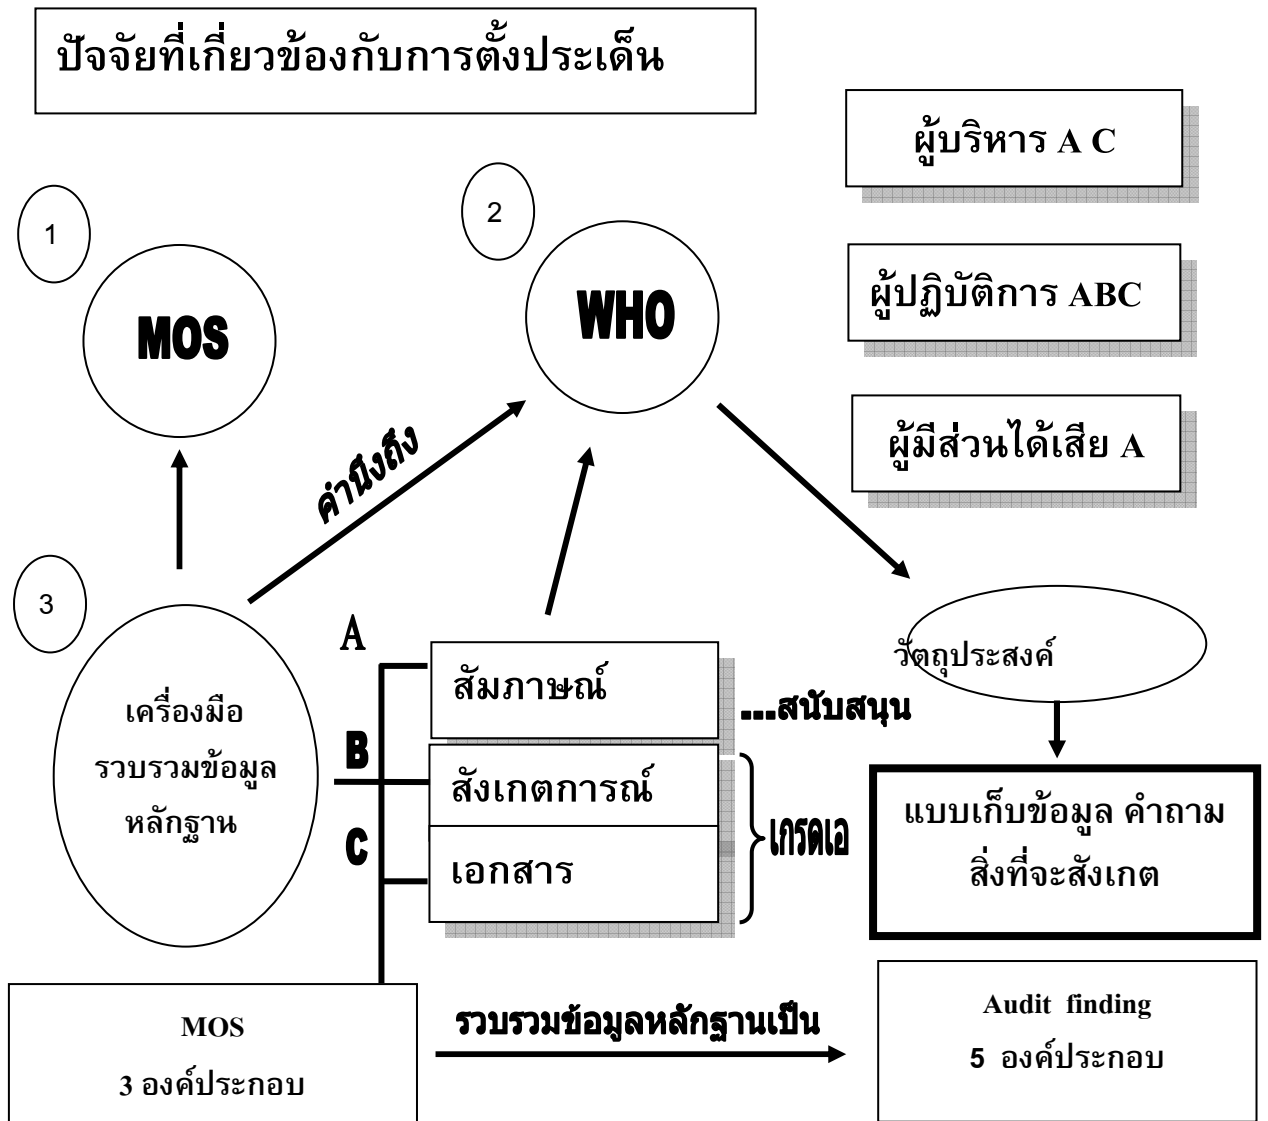 ปัจจัยที่เกี่ยวข้องกับการตั้งประเด็น
ผู้บริหาร A C
1
2
MOS
WHO
ผู้ปฏิบัติการ ABC
ผู้มีส่วนได้เสีย A
คำนึงถึง
3
เครื่องมือ
รวบรวมข้อมูล
หลักฐาน
A
B
C
สัมภาษณ์
สังเกตการณ์
เอกสาร
...สนับสนุน
เกรดเอ
วัตถุประสงค์
แบบเก็บข้อมูล คำถาม
สิ่งที่จะสังเกต
MOS
3 องค์ประกอบ
รวบรวมข้อมูลหลักฐานเป็น
Audit finding
5 องค์ประกอบ